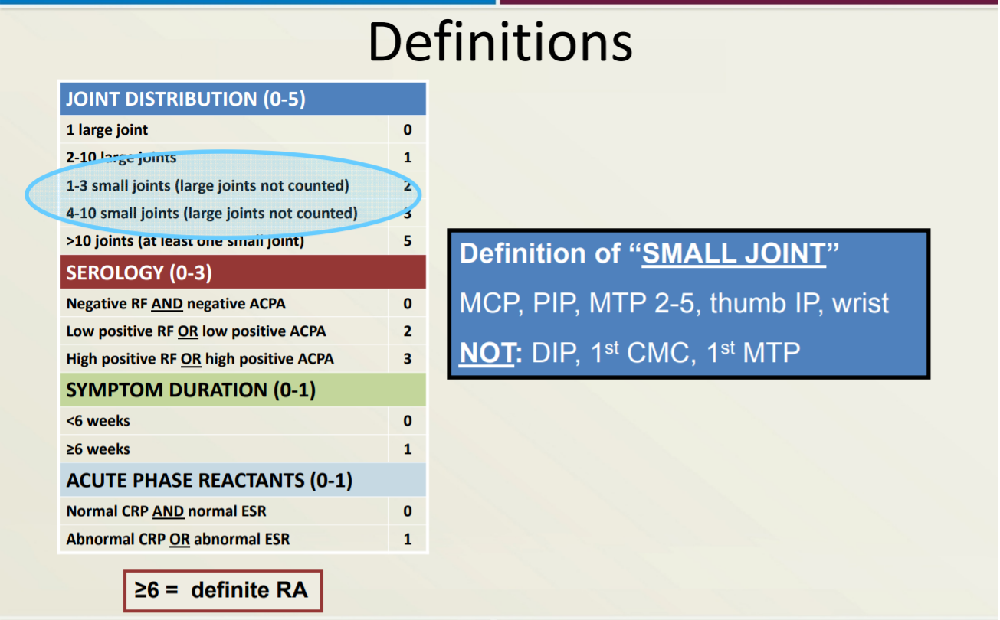 Definitions
JOINT DISTRIBUTION (0-5)
1 large joint 0
2-10 large joints 1
1-3 small joints (large joints not counted) 2
4-10 small joints (large joints not counted) 3
>10 joints (at least one small joint) 5
SEROLOGY (0-3)
Negative RF AND negative ACPA 0
Low positive RF OR low positive ACPA 2
High positive RF OR high positive ACPA 3
SYMPTOM DURATION (0-1)
<6 weeks 0
≥6 weeks 1
ACUTE PHASE REACTANTS (0-1)
Normal CRP AND normal ESR 0
Abnormal CRP OR abnormal ESR 1
≥6 = definite RA
Definition of “SMALL JOINT”
MCP, PIP, MTP 2-5, thumb IP, wrist
NOT: DIP, 1st CMC, 1st MTP